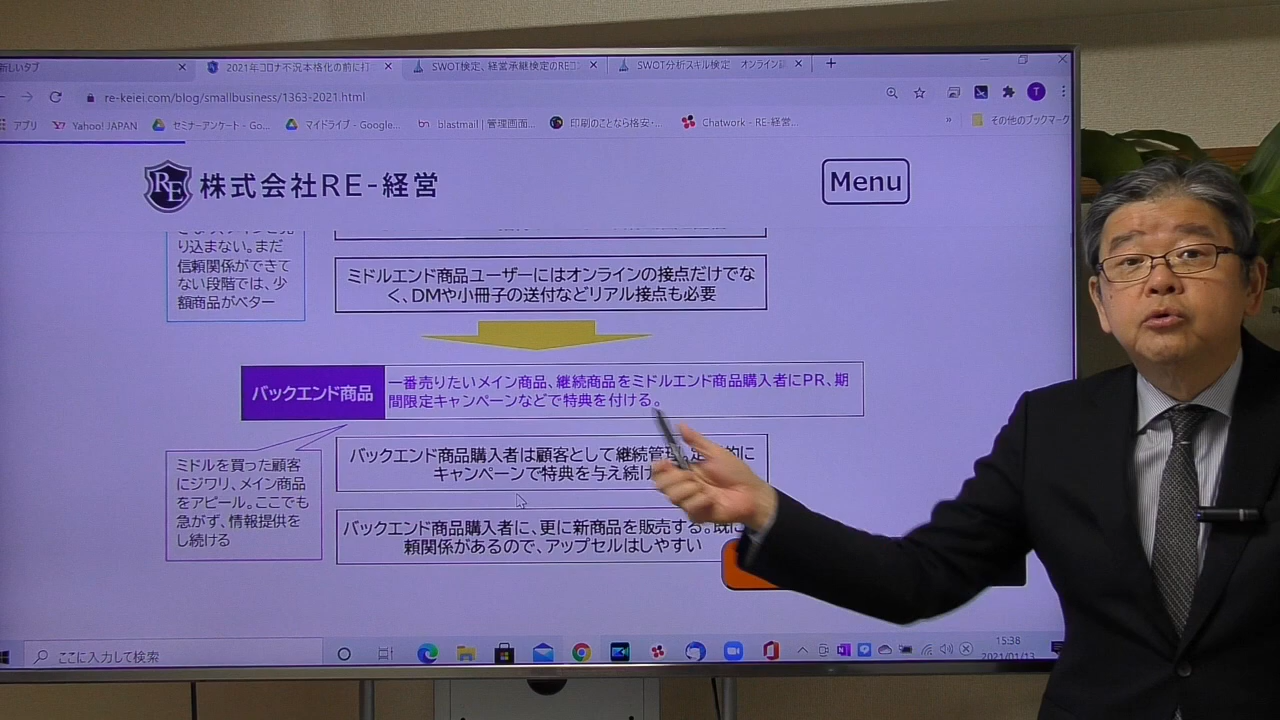 新しいタブ
2021年コロナ不況本格化の前に打
SWOT検定、経営承継検定のRE
SWOT分析スキル検定 オンライン
re-keiei.com/blog/smallbusiness/1363-2021.html
T
アプリ
Yahoo! JAPAN
セミナーアンケート - Go...
マイドライブ - Google...
blastmail | 管理画面...
印刷のことなら格安・...
Chatwork - RE-経営...
»
その他のブックマーク
RE 株式会社RE-経営
Menu
り込まない。まだ
信頼関係ができて
ない段階では、少
額商品がベター
ミドルエンド商品ユーザーにはオンラインの接点だけでな
く、DMや小冊子の送付などリアル接点も必要
バックエンド商品
一番売りたいメイン商品、継続商品をミドルエンド商品購入者にPR、期
間限定キャンペーンなどで特典を付ける。
ミドルを買った顧客
にジワリ、メイン商品
をアピール。ここでも
急がず、情報提供を
し続ける
バックエンド商品購入者は顧客として継続管理。定 的に
キャンペーンで特典を与え続け
バックエンド商品購入者に、更に新商品を販売する。既に
頼関係があるので、アップセルはしやすい
ここに入力して検索
15:38
2021/01/13